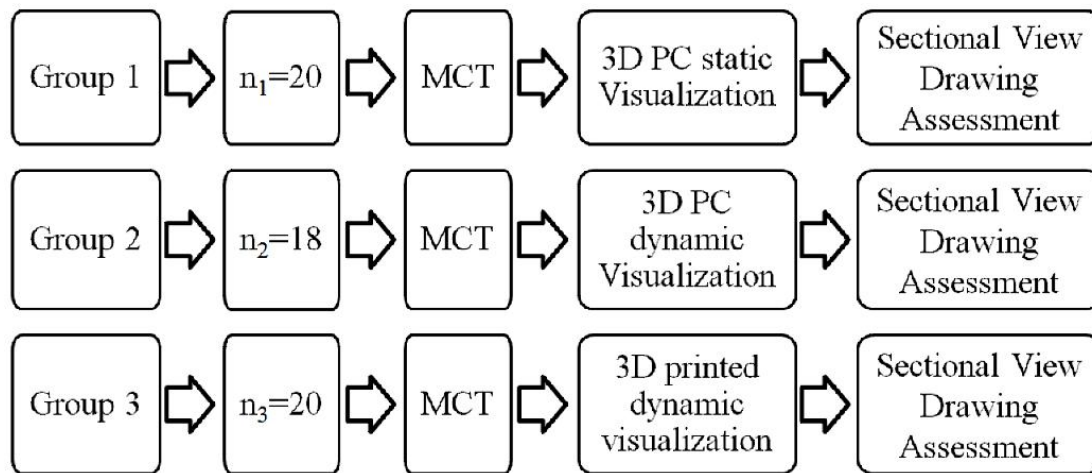 Group 1
n₁=20
MCT
3D PC static
Visualization
Sectional View
Drawing
Assessment
Group 2
n₂=18
MCT
3D PC
dynamic
Visualization
Sectional View
Drawing
Assessment
Group 3
n₃=20
MCT
3D printed
dynamic
visualization
Sectional View
Drawing
Assessment